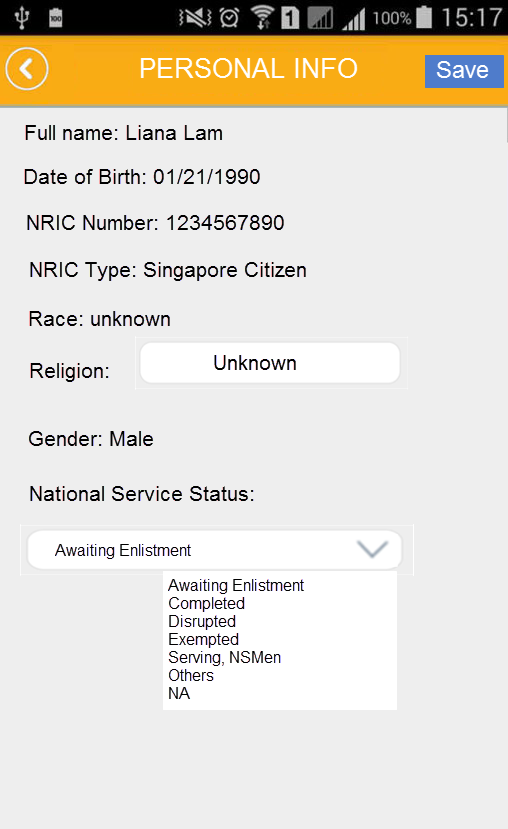 100 1 100% 15:17
PERSONAL INFO Save
Full name: Liana Lam
Date of Birth: 01/21/1990
NRIC Number: 1234567890
NRIC Type: Singapore Citizen
Race: unknown
Religion: Unknown
Gender: Male
National Service Status:
Awaiting Enlistment
Awaiting Enlistment
Completed
Disrupted
Exempted
Serving, NSMen
Others
NA